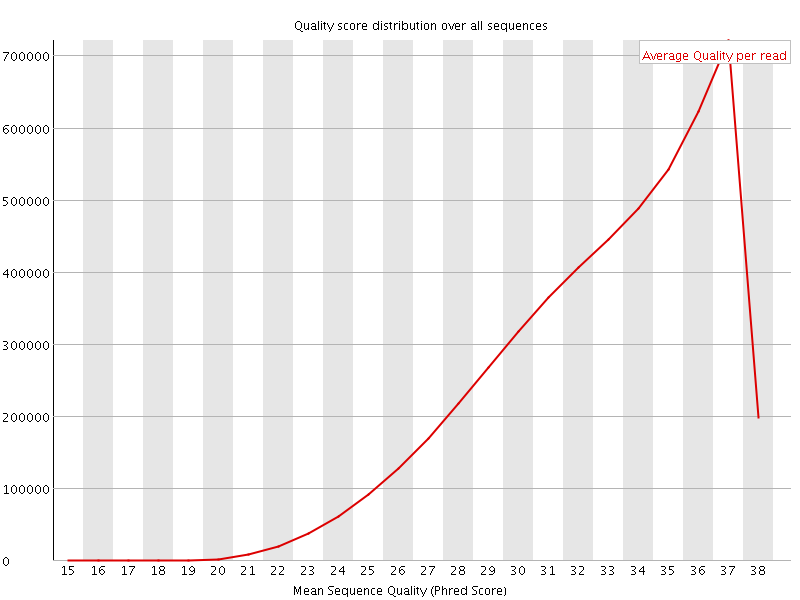 Quality score distribution over all sequences
Average Quality per read
700000
600000
500000
400000
300000
200000
100000
0
15 16 17 18 19 20 21 22 23 24 25 26 27 28 29 30 31 32 33 34 35 36 37 38
Mean Sequence Quality (Phred Score)